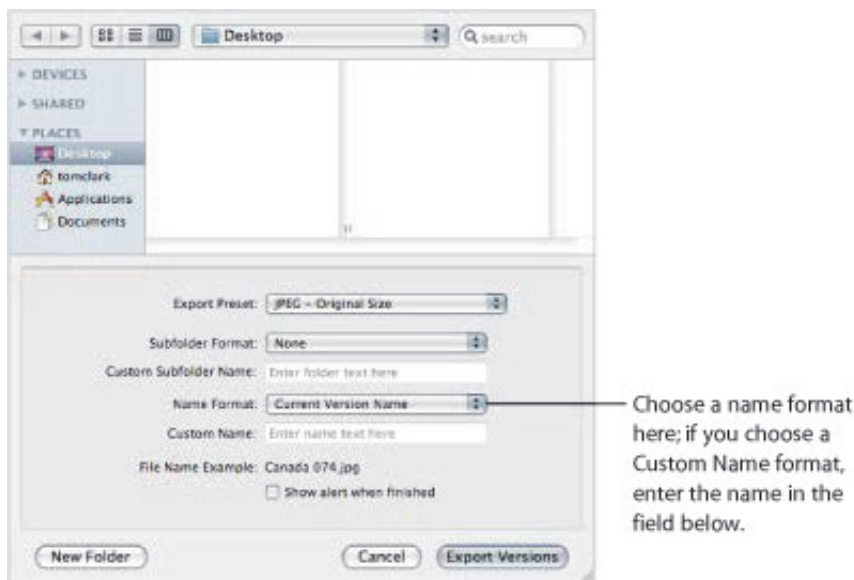 Desktop
search
DEVICES
SHARED
PLACES
Desktop
tomclark
Applications
Documents
Export Preset: JPEG – Original Size
Subfolder Format: None
Custom Subfolder Name: Enter folder text here
Name Format: Current Version Name
Custom Name: Enter name text here
File Name Example: Canada 074.jpg
Show alert when finished
New Folder
Cancel
Export Versions
Choose a name format
here; if you choose a
Custom Name format,
enter the name in the
field below.